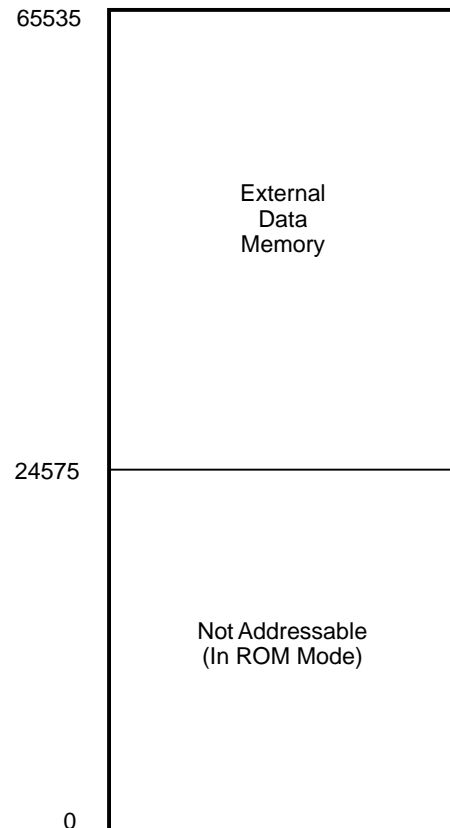 65535
External
Data
Memory
24575
Not Addressable
(In ROM Mode)
0